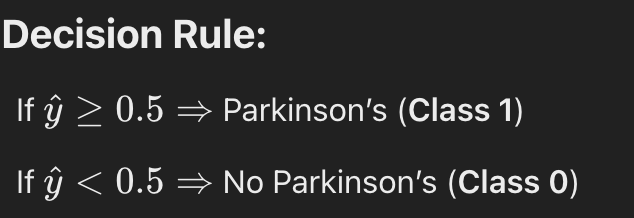 Decision Rule:
If ŷ ≥ 0.5 ⇒ Parkinson’s (Class 1)
If ŷ < 0.5 ⇒ No Parkinson’s (Class 0)